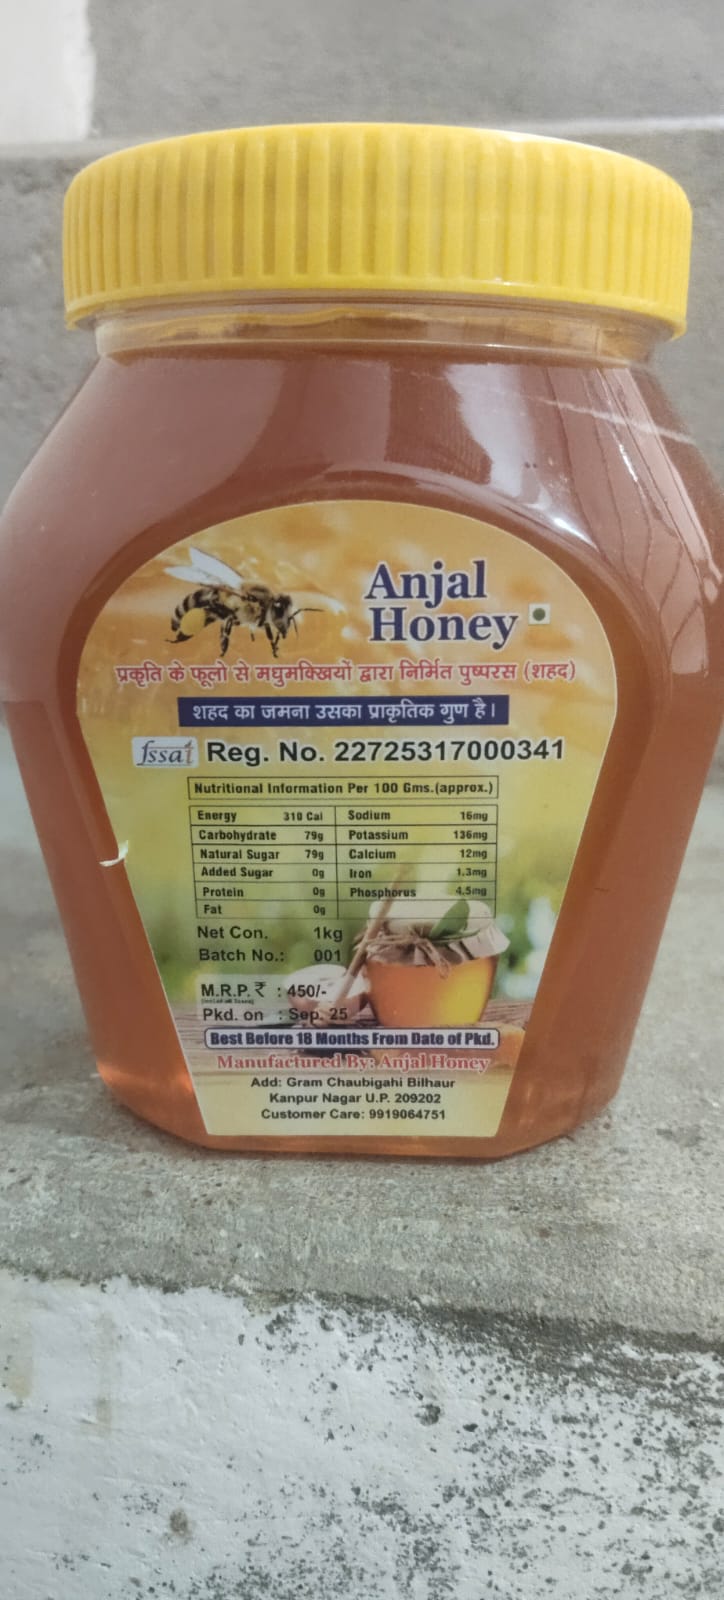 Anjal
Honey
प्रकृति के फूलो से मधुमक्खियों द्वारा निर्मित पुष्परस (शहद)
शहद का जमना उसका प्राकृतिक गुण है।
fssai Reg. No. 22725317000341
Nutritional Information Per 100 Gms.(approx.)
Energy 310 Cal Sodium 16mg
Carbohydrate 79g Potassium 136mg
Natural Sugar 79g Calcium 12mg
Added Sugar 0g Iron 1.3mg
Protein 0g Phosphorus 4.5mg
Fat 0g
Net Con. 1kg
Batch No.: 001
M.R.P. ₹ : 450/-
Pkd. on : Sep. 25
Best Before 18 Months From Date of Pkd.
Manufactured By: Anjal Honey
Add: Gram Chaubigahi Bilhaur
Kanpur Nagar U.P. 209202
Customer Care: 9919064751